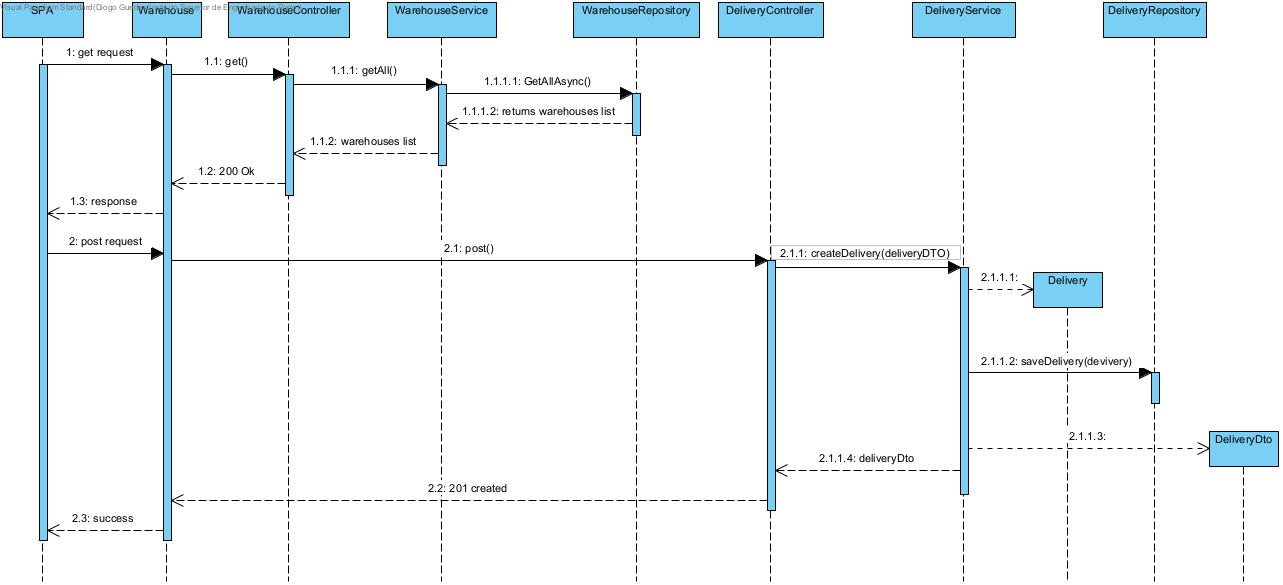 Visual Paradigm Standard(Diogo Gue
SPA
Warehouse
WarehouseController
WarehouseService
WarehouseRepository
DeliveryController
DeliveryService
DeliveryRepository
1: get request
1.1: get()
1.1.1: getAll()
1.1.1.1: GetAllAsync()
1.1.1.2: returns warehouses list
1.1.2: warehouses list
1.2: 200 Ok
1.3: response
2: post request
2.1: post()
2.1.1: createDelivery(deliveryDTO)
2.1.1.1:
Delivery
2.1.1.2: saveDelivery(devivery)
2.1.1.3:
DeliveryDto
2.1.1.4: deliveryDto
2.2: 201 created
2.3: success